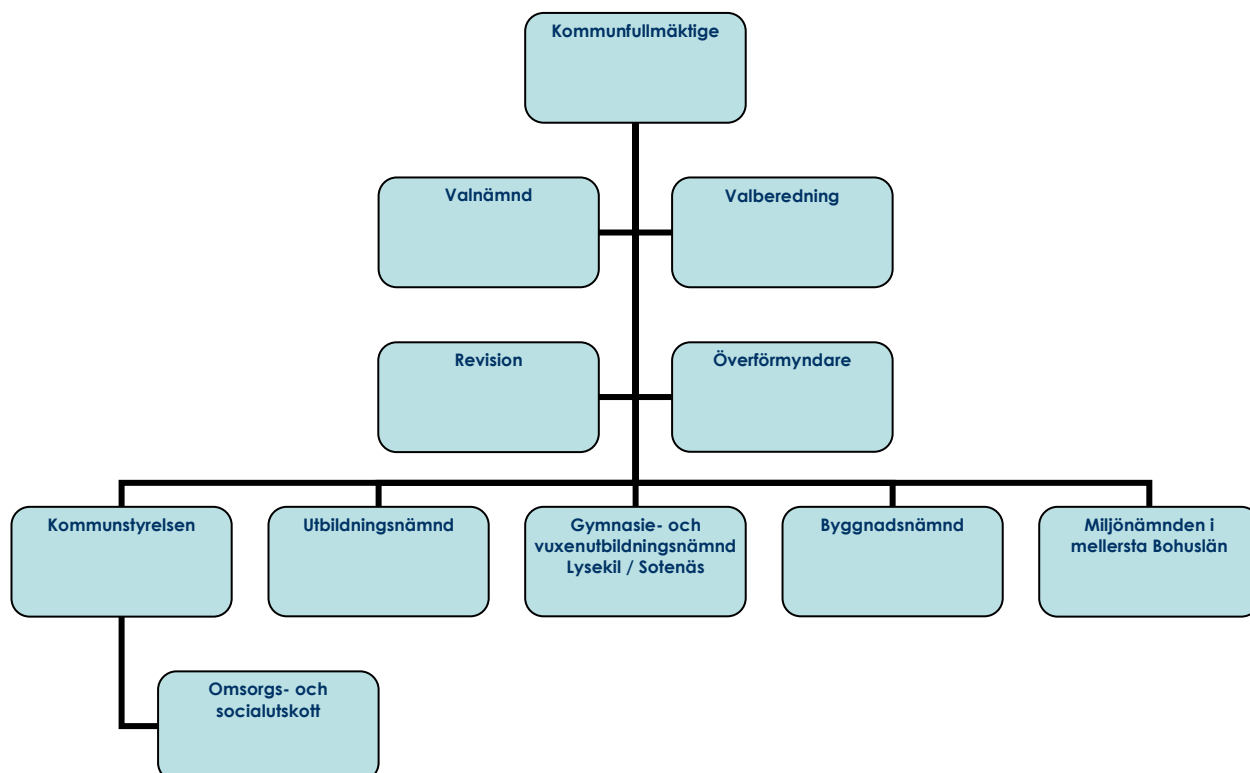 Kommunfullmäktige
Valnämnd
Valberedning
Revision
Överförmyndare
Kommunstyrelsen
Utbildningsnämnd
Gymnasie- och
vuxenutbildningsnämnd
Lysekil / Sotenäs
Byggnadsnämnd
Miljönämnden i
mellersta Bohuslän
Omsorgs- och
socialutskott